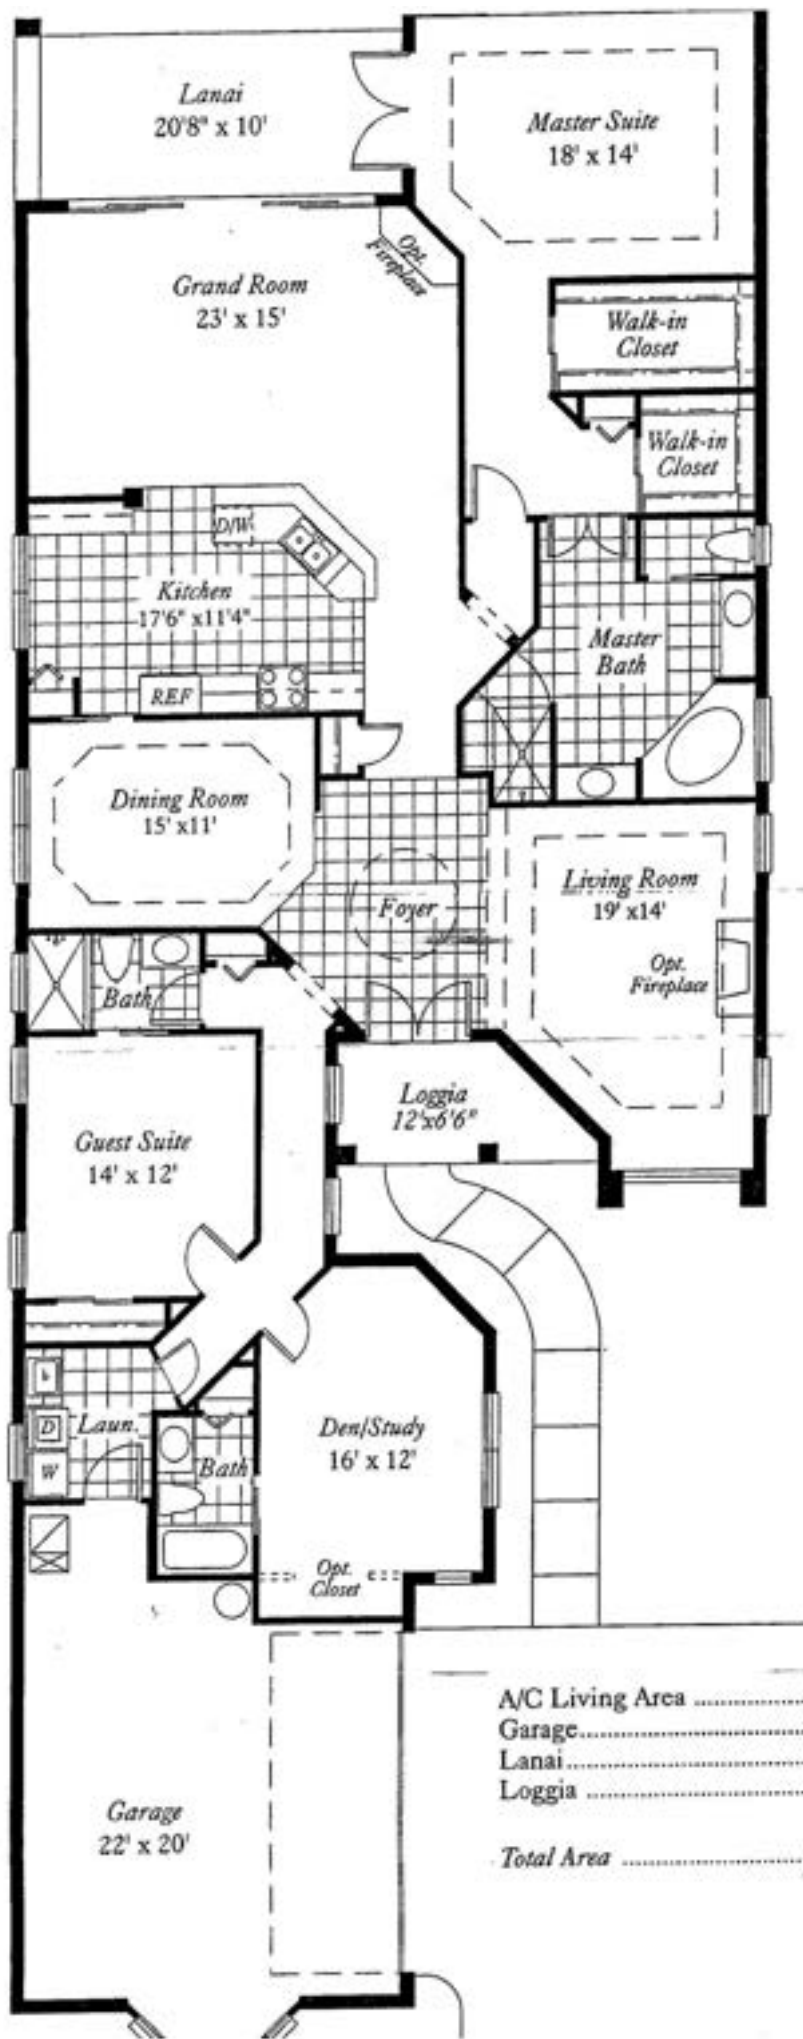 Lanai
20'8" x 10'
Master Suite
18' x 14'
Opt.
Fireplace
Grand Room
23' x 15'
Walk-in
Closet
Walk-in
Closet
D/W
Kitchen
17'6" x11'4"
Master
Bath
REF
Dining Room
15' x11'
Foyer
Living Room
19' x14'
Opt.
Fireplace
Bath
Loggia
12'x6'6"
Guest Suite
14' x 12'
D
Laun.
W
Bath
Den/Study
16' x 12'
Opt.
Closet
A/C Living Area ..................
Garage..................
Lanai..................
Loggia ..................
Garage
22' x 20'
Total Area ..................